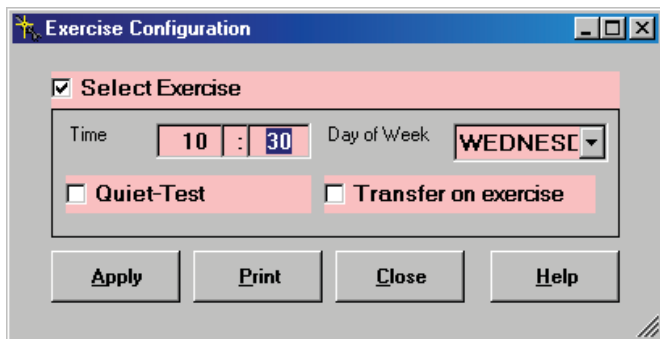 Exercise Configuration
Select Exercise
Time 10 : 30 Day of Week WEDNESD
Quiet-Test Transfer on exercise
Apply Print Close Help